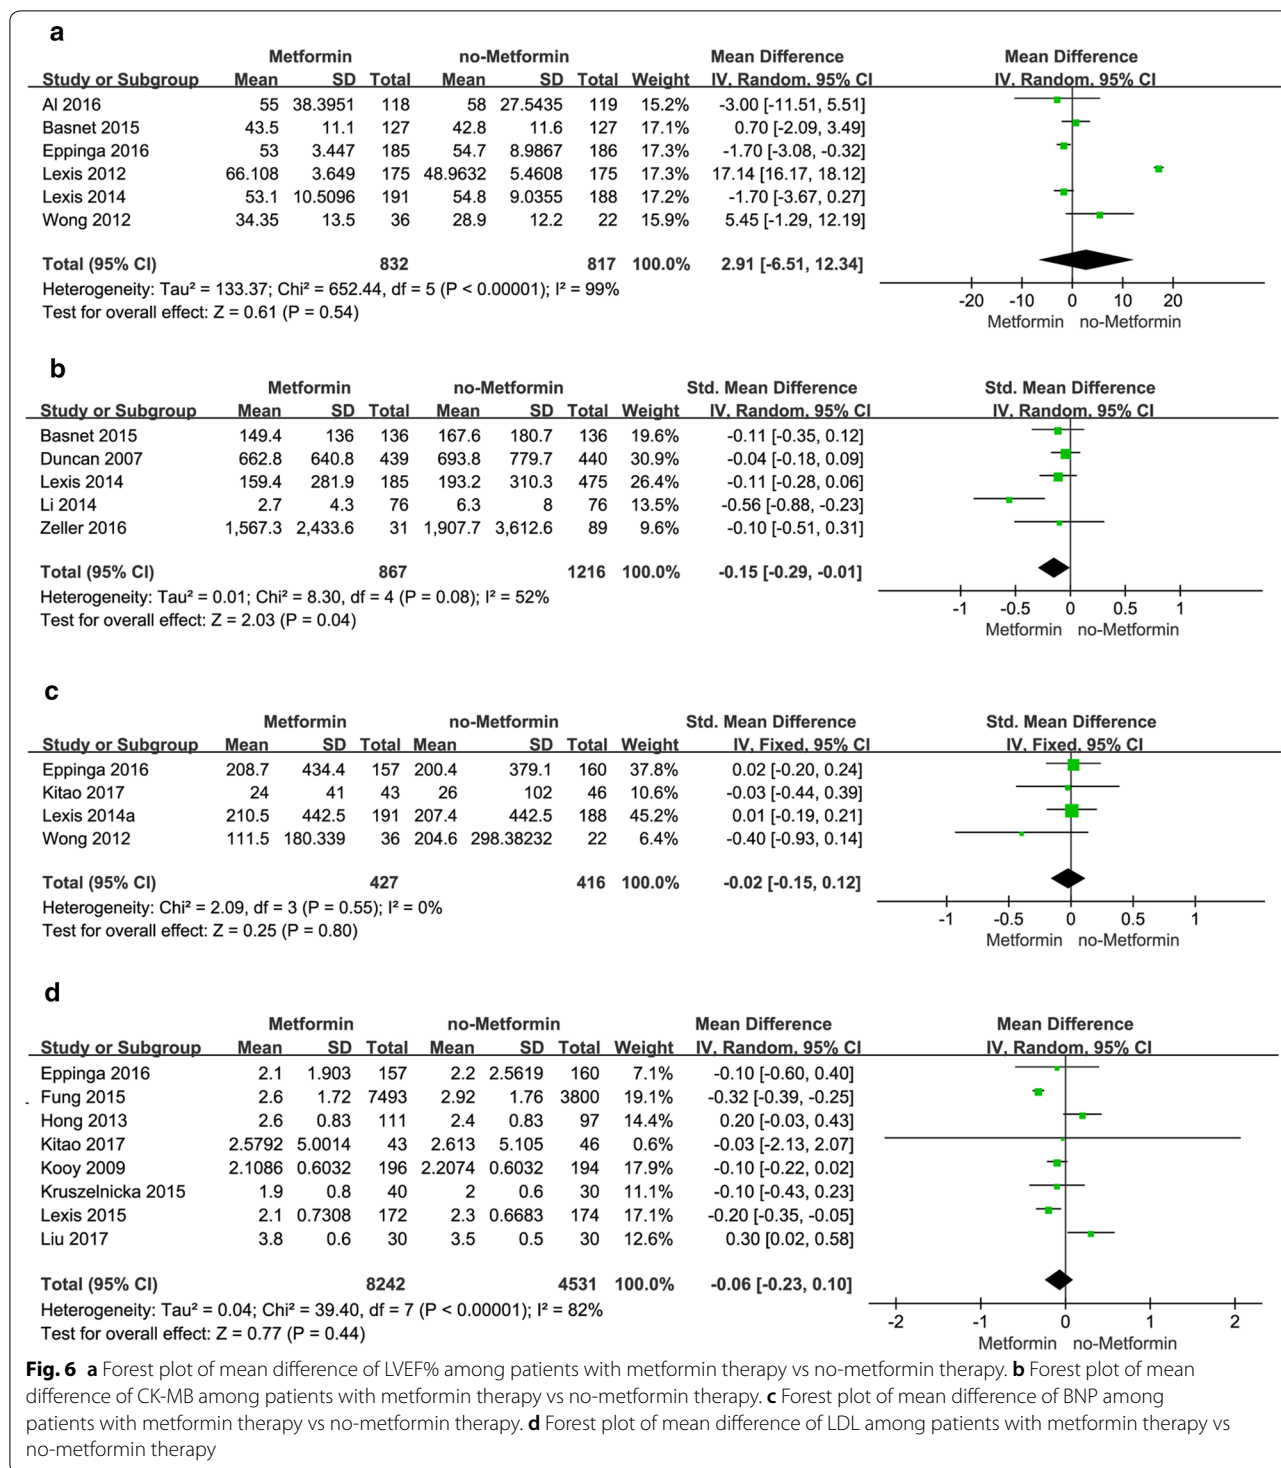 a
Metformin no-Metformin Mean Difference Mean Difference
Study or Subgroup Mean SD Total Mean SD Total Weight IV, Random, 95% CI IV, Random, 95% CI
Al 2016 55 38.3951 118 58 27.5435 119 15.2% -3.00 [-11.51, 5.51]
Basnet 2015 43.5 11.1 127 42.8 11.6 127 17.1% 0.70 [-2.09, 3.49]
Eppinga 2016 53 3.447 185 54.7 8.9867 186 17.3% -1.70 [-3.08, -0.32]
Lexis 2012 66.108 3.649 175 48.9632 5.4608 175 17.3% 17.14 [16.17, 18.12]
Lexis 2014 53.1 10.5096 191 54.8 9.0355 188 17.2% -1.70 [-3.67, 0.27]
Wong 2012 34.35 13.5 36 28.9 12.2 22 15.9% 5.45 [-1.29, 12.19]
Total (95% CI) 832 817 100.0% 2.91 [-6.51, 12.34]
Heterogeneity: Tau² = 133.37; Chi² = 652.44, df = 5 (P < 0.00001); I² = 99%
Test for overall effect: Z = 0.61 (P = 0.54)
-20 -10 0 10 20
Metformin no-Metformin
b
Metformin no-Metformin Std. Mean Difference Std. Mean Difference
Study or Subgroup Mean SD Total Mean SD Total Weight IV, Random, 95% CI IV, Random, 95% CI
Basnet 2015 149.4 136 136 167.6 180.7 136 19.6% -0.11 [-0.35, 0.12]
Duncan 2007 662.8 640.8 439 693.8 779.7 440 30.9% -0.04 [-0.18, 0.09]
Lexis 2014 159.4 281.9 185 193.2 310.3 475 26.4% -0.11 [-0.28, 0.06]
Li 2014 2.7 4.3 76 6.3 8 76 13.5% -0.56 [-0.88, -0.23]
Zeller 2016 1,567.3 2,433.6 31 1,907.7 3,612.6 89 9.6% -0.10 [-0.51, 0.31]
Total (95% CI) 867 1216 100.0% -0.15 [-0.29, -0.01]
Heterogeneity: Tau² = 0.01; Chi² = 8.30, df = 4 (P = 0.08); I² = 52%
Test for overall effect: Z = 2.03 (P = 0.04)
-1 -0.5 0 0.5 1
Metformin no-Metformin
c
Metformin no-Metformin Std. Mean Difference Std. Mean Difference
Study or Subgroup Mean SD Total Mean SD Total Weight IV, Fixed, 95% CI IV, Fixed, 95% CI
Eppinga 2016 208.7 434.4 157 200.4 379.1 160 37.8% 0.02 [-0.20, 0.24]
Kitao 2017 24 41 43 26 102 46 10.6% -0.03 [-0.44, 0.39]
Lexis 2014a 210.5 442.5 191 207.4 442.5 188 45.2% 0.01 [-0.19, 0.21]
Wong 2012 111.5 180.339 36 204.6 298.38232 22 6.4% -0.40 [-0.93, 0.14]
Total (95% CI) 427 416 100.0% -0.02 [-0.15, 0.12]
Heterogeneity: Chi² = 2.09, df = 3 (P = 0.55); I² = 0%
Test for overall effect: Z = 0.25 (P = 0.80)
-1 -0.5 0 0.5 1
Metformin no-Metformin
d
Metformin no-Metformin Mean Difference Mean Difference
Study or Subgroup Mean SD Total Mean SD Total Weight IV, Random, 95% CI IV, Random, 95% CI
Eppinga 2016 2.1 1.903 157 2.2 2.5619 160 7.1% -0.10 [-0.60, 0.40]
Fung 2015 2.6 1.72 7493 2.92 1.76 3800 19.1% -0.32 [-0.39, -0.25]
Hong 2013 2.6 0.83 111 2.4 0.83 97 14.4% 0.20 [-0.03, 0.43]
Kitao 2017 2.5792 5.0014 43 2.613 5.105 46 0.6% -0.03 [-2.13, 2.07]
Kooy 2009 2.1086 0.6032 196 2.2074 0.6032 194 17.9% -0.10 [-0.22, 0.02]
Kruszelnicka 2015 1.9 0.8 40 2 0.6 30 11.1% -0.10 [-0.43, 0.23]
Lexis 2015 2.1 0.7308 172 2.3 0.6683 174 17.1% -0.20 [-0.35, -0.05]
Liu 2017 3.8 0.6 30 3.5 0.5 30 12.6% 0.30 [0.02, 0.58]
Total (95% CI) 8242 4531 100.0% -0.06 [-0.23, 0.10]
Heterogeneity: Tau² = 0.04; Chi² = 39.40, df = 7 (P < 0.00001); I² = 82%
Test for overall effect: Z = 0.77 (P = 0.44)
-2 -1 0 1 2
Metformin no-Metformin
Fig. 6 a Forest plot of mean difference of LVEF% among patients with metformin therapy vs no-metformin therapy. b Forest plot of mean
difference of CK-MB among patients with metformin therapy vs no-metformin therapy. c Forest plot of mean difference of BNP among
patients with metformin therapy vs no-metformin therapy. d Forest plot of mean difference of LDL among patients with metformin therapy vs
no-metformin therapy